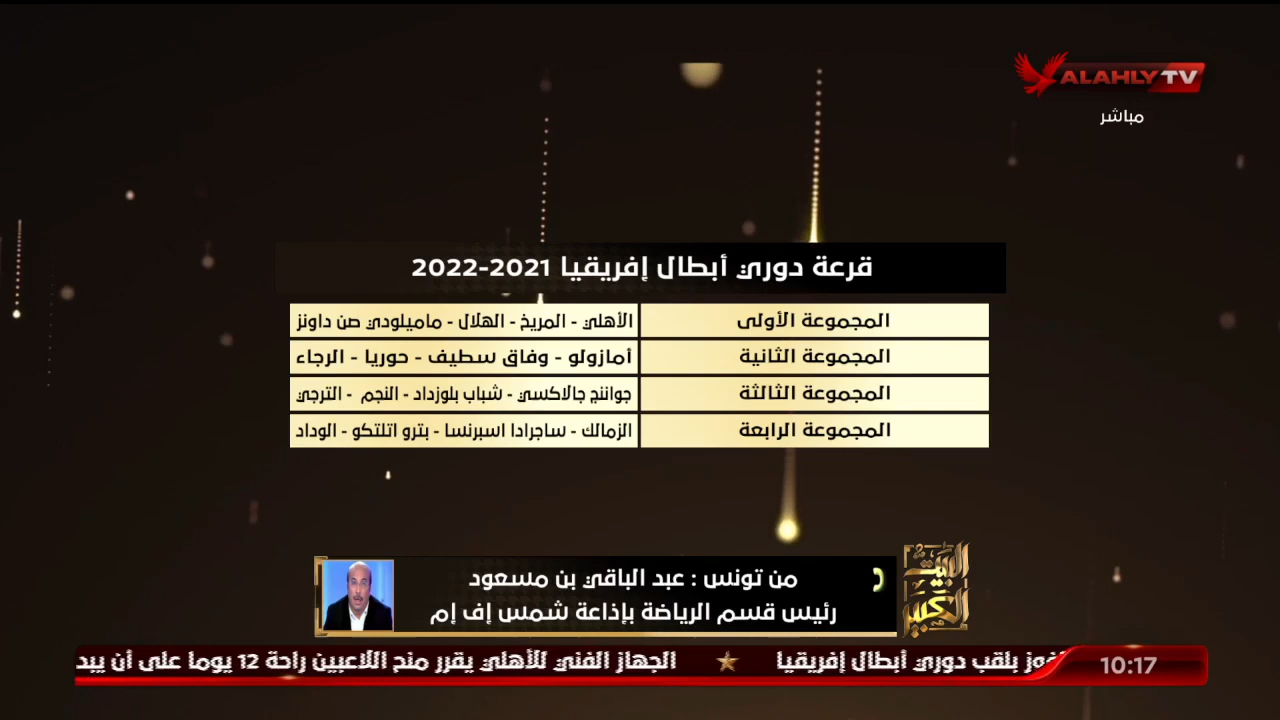 ALAHLY TV
مباشر
قرعة دوري أبطال إفريقيا 2021-2022
المجموعة الأولى الأهلي - المريخ - الهلال - ماميلودي صن داونز
المجموعة الثانية أمازولو - وفاق سطيف - حوريا - الرجاء
المجموعة الثالثة جواننج جالاكسي - شباب بلوزداد - النجم - الترجي
المجموعة الرابعة الزمالك - ساجرادا اسبرنسا - بترو اتلتكو - الوداد
البيت الكبير
من تونس : عبد الباقي بن مسعود
رئيس قسم الرياضة بإذاعة شمس إف إم
10:17 بلقب دوري أبطال إفريقيا الجهاز الفني للأهلي يقرر منح اللاعبين راحة 12 يوما على أن